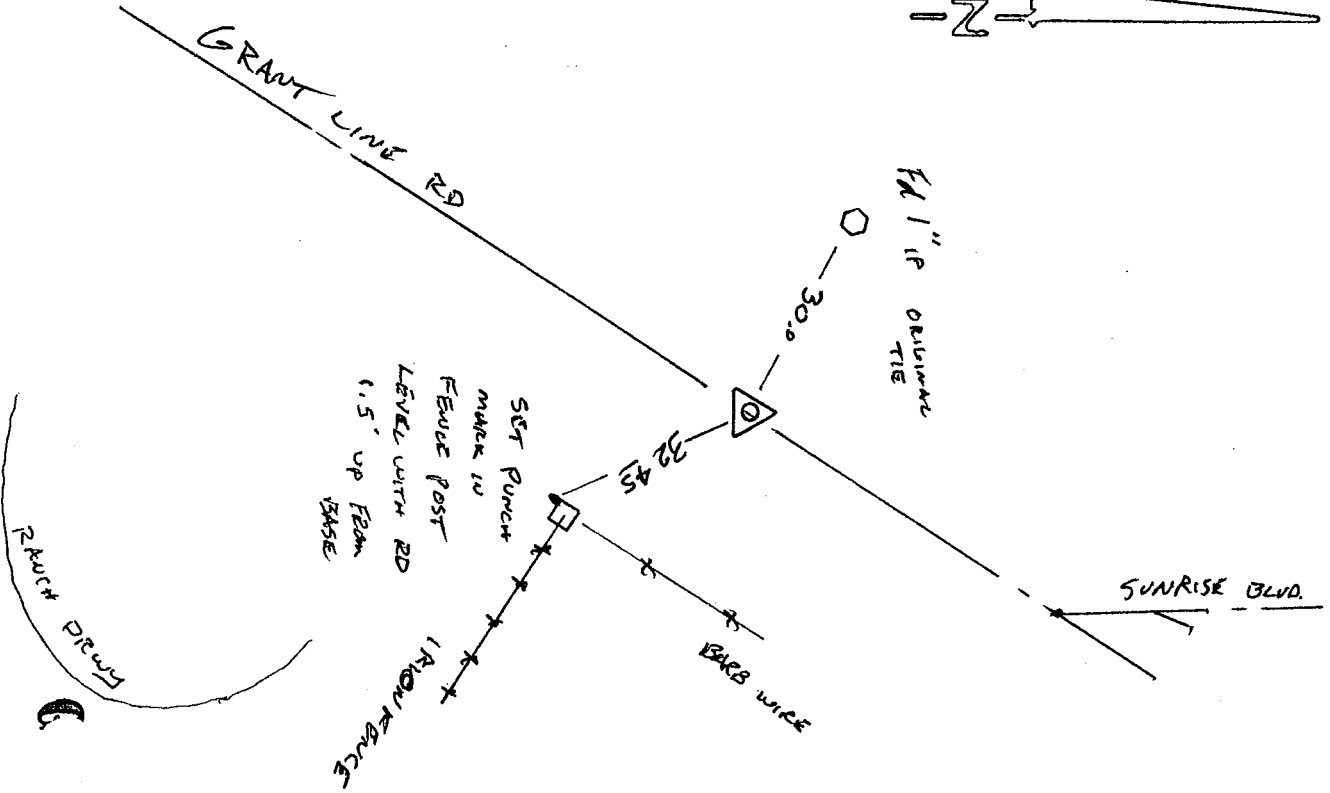 N
GRANT LINE RD
Fd 1" IP ORIGINAL
TIE
30.0
32.45
SET PUNCH
MARK IN
FENCE POST
LEVEL WITH RD
1.5' UP FROM
BASE
SUNRISE BLVD.
BARB WIRE
IRON FENCE
RANCH DRWY